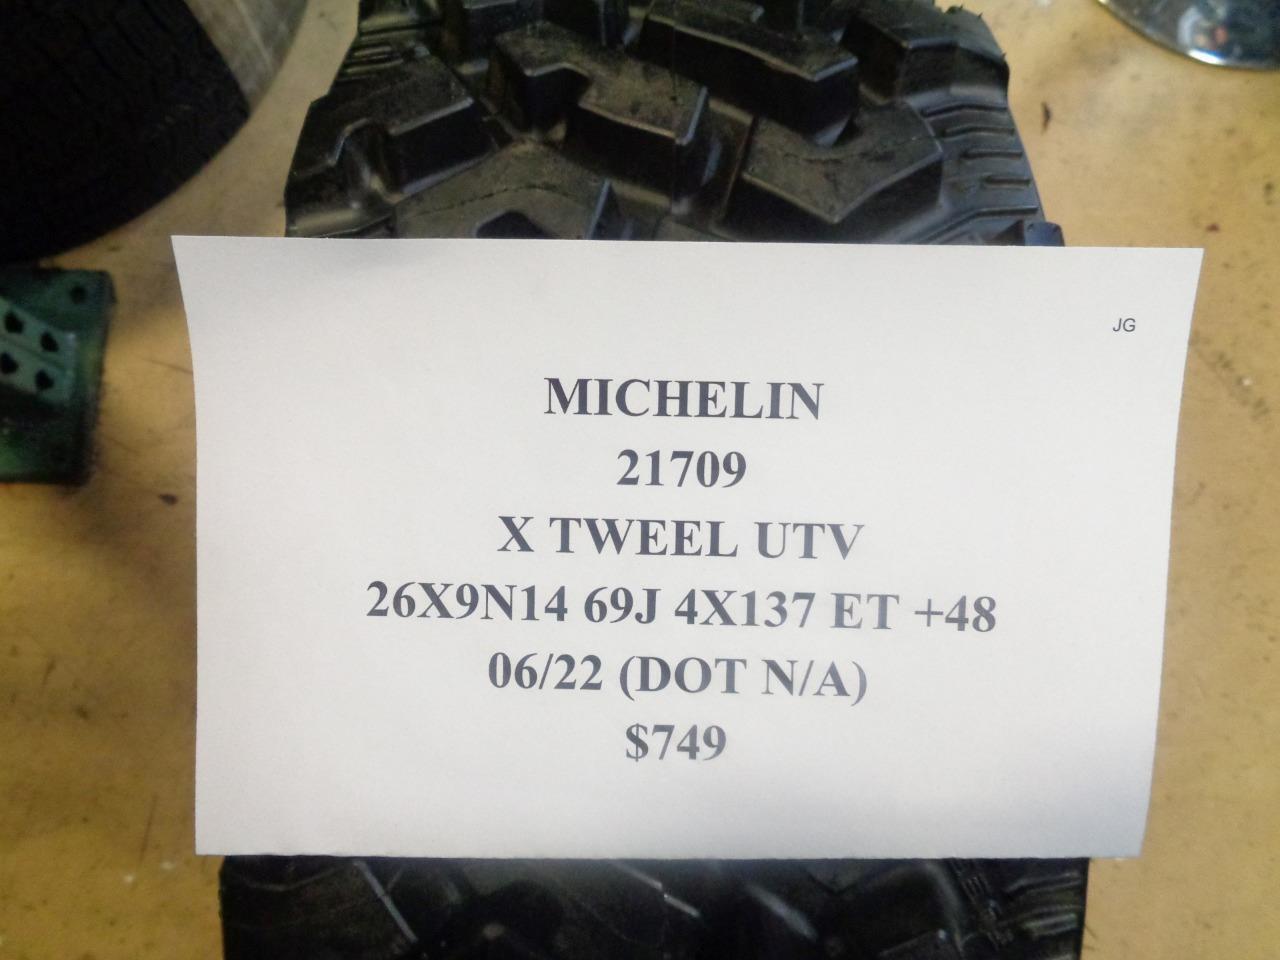 JG
MICHELIN
21709
X TWEEL UTV
26X9N14 69J 4X137 ET +48
06/22 (DOT N/A)
$749